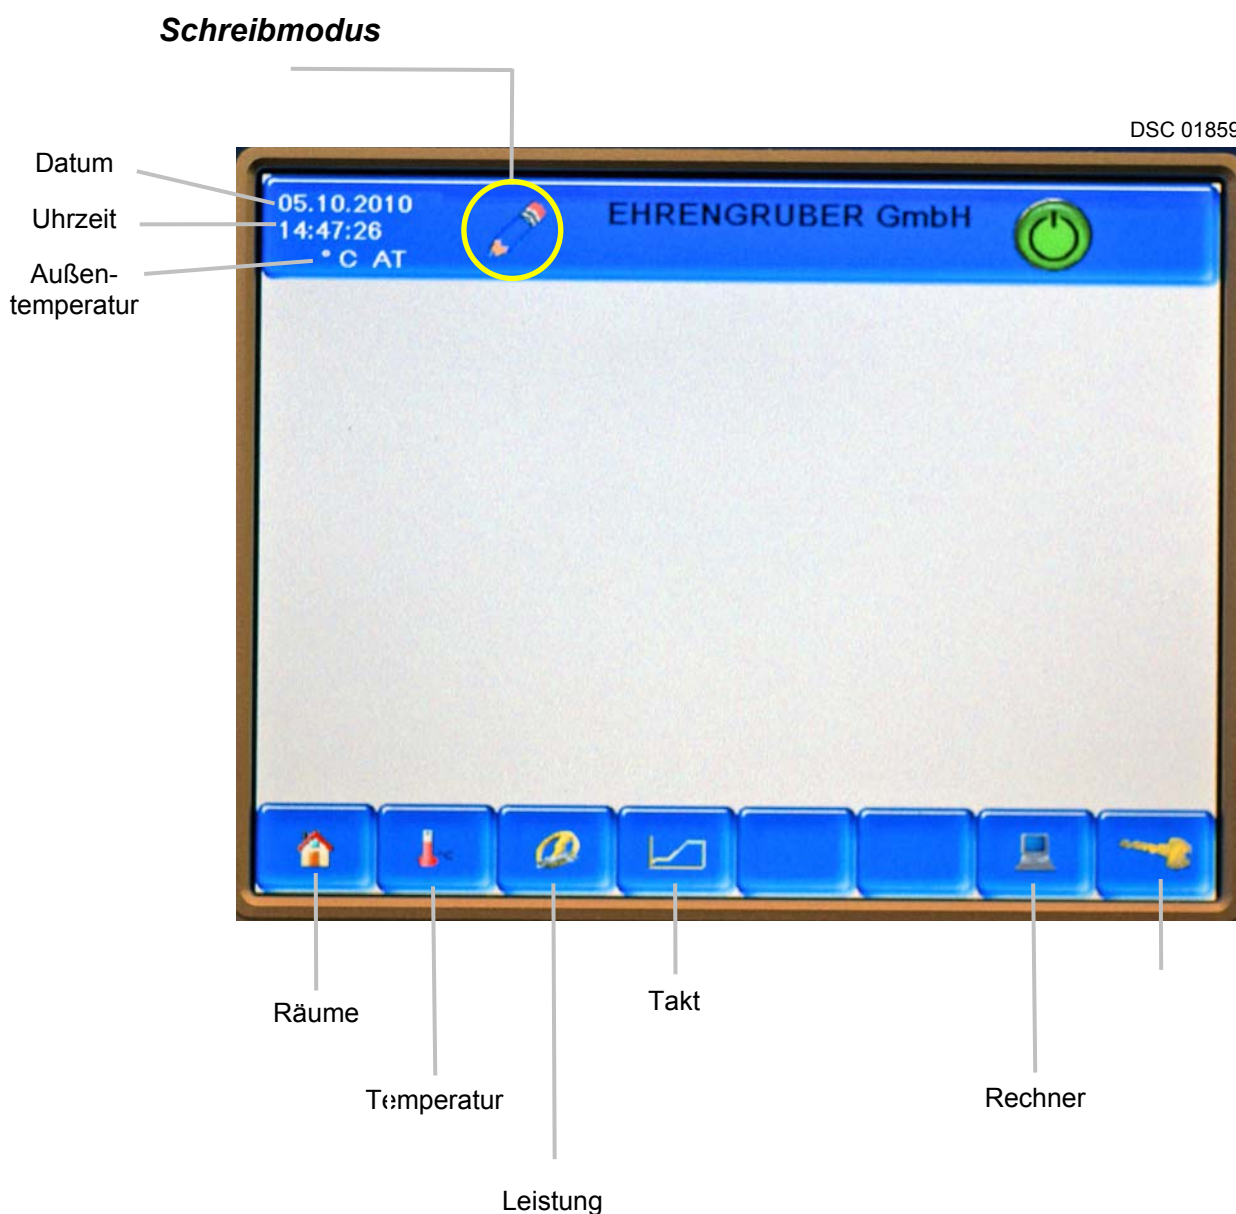 Schreibmodus
DSC 01859
Datum
Uhrzeit
Außen-
temperatur
05.10.2010
14:47:26
° C AT
EHRENGRUBER GmbH
Räume
Takt
Temperatur
Rechner
Leistung